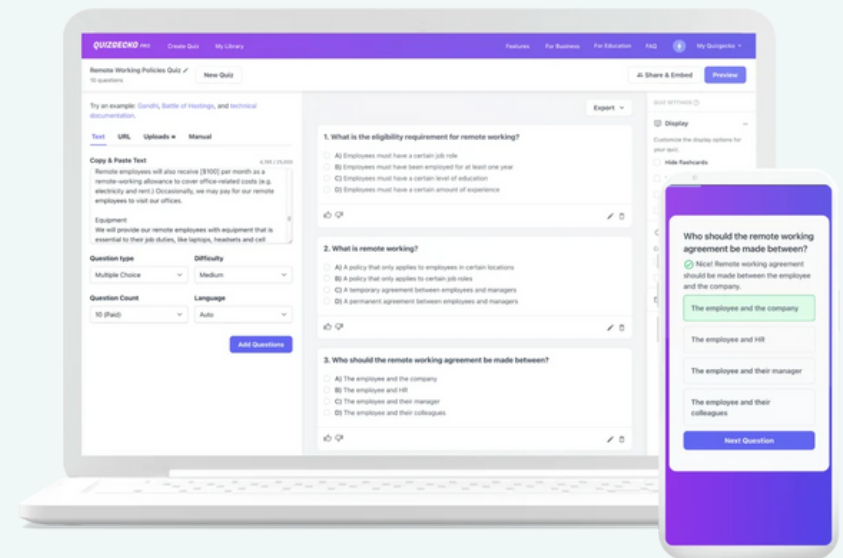 QUIZGECKO PRO
Create Quiz
My Library
Features
For Business
For Education
FAQ
My Quizgecko
Remote Working Policies Quiz
10 questions
New Quiz
Share & Embed
Preview
Try an example: Gandhi, Battle of Hastings, and technical
documentation.
Text
URL
Uploads
Manual
Copy & Paste Text
Remote employees will also receive [$100] per month as a
remote-working allowance to cover office-related costs (e.g.
electricity and rent.) Occasionally, we may pay for our remote
employees to visit our offices.
Equipment
We will provide our remote employees with equipment that is
essential to their job duties, like laptops, headsets and cell
Question type
Difficulty
Multiple Choice
Medium
Question Count
Language
10 (Paid)
Auto
Add Questions
Export
1. What is the eligibility requirement for remote working?
A) Employees must have a certain job role
B) Employees must have been employed for at least one year
C) Employees must have a certain level of education
D) Employees must have a certain amount of experience
2. What is remote working?
A) A policy that only applies to employees in certain locations
B) A policy that only applies to certain job roles
C) A temporary agreement between employees and managers
D) A permanent agreement between employees and managers
3. Who should the remote working agreement be made between?
A) The employee and the company
B) The employee and HR
C) The employee and their manager
D) The employee and their colleagues
QUIZ SETTINGS
Display
Customize the display options for
your quiz.
Hide flashcards
Who should the remote working
agreement be made between?
Nice! Remote working agreement
should be made between the employee
and the company.
The employee and the company
The employee and HR
The employee and their manager
The employee and their
colleagues
Next Question